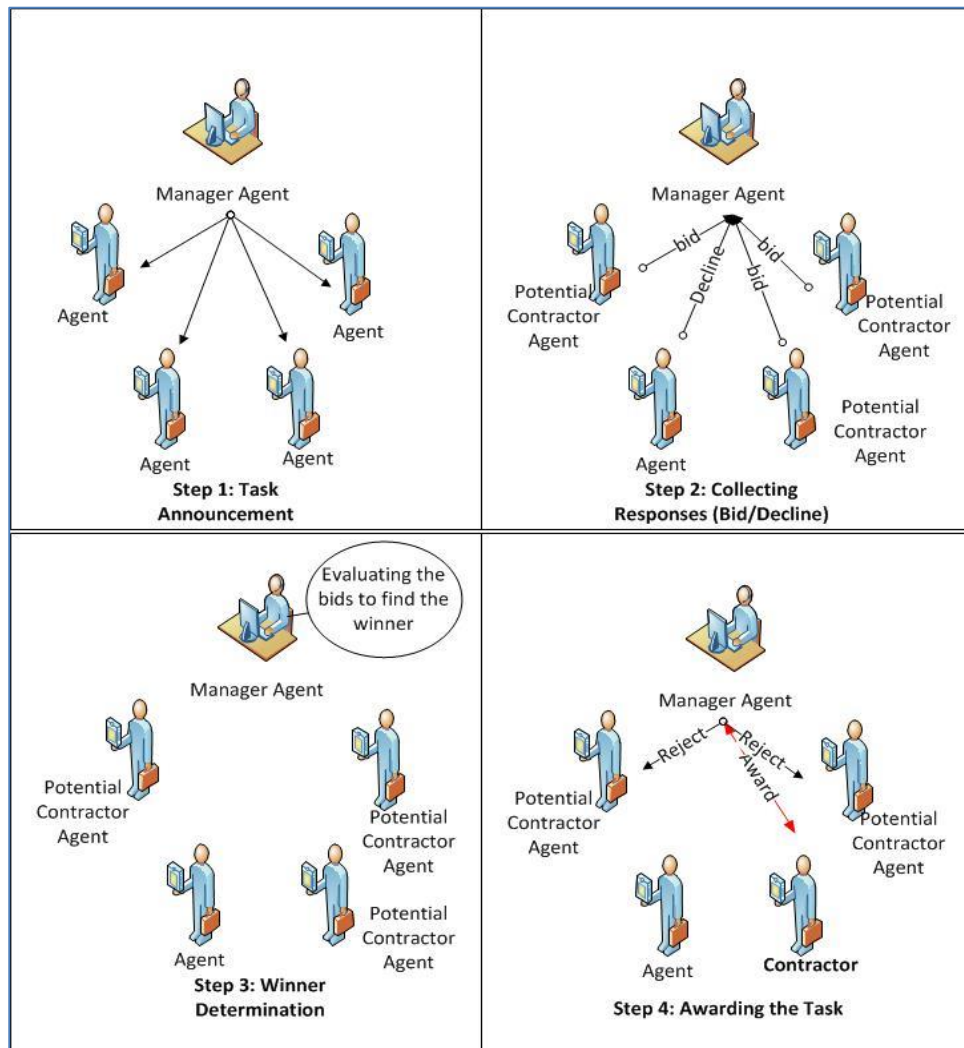 Manager Agent
Agent
Agent
Agent
Agent
Step 1: Task
Announcement
Manager Agent
bid
Decline
bid
bid
Potential
Contractor
Agent
Potential
Contractor
Agent
Potential
Contractor
Agent
Agent
Step 2: Collecting
Responses (Bid/Decline)
Evaluating the
bids to find the
winner
Manager Agent
Potential
Contractor
Agent
Potential
Contractor
Agent
Potential
Contractor
Agent
Agent
Step 3: Winner
Determination
Manager Agent
Reject
Reject
Award
Potential
Contractor
Agent
Potential
Contractor
Agent
Agent
Contractor
Step 4: Awarding the Task